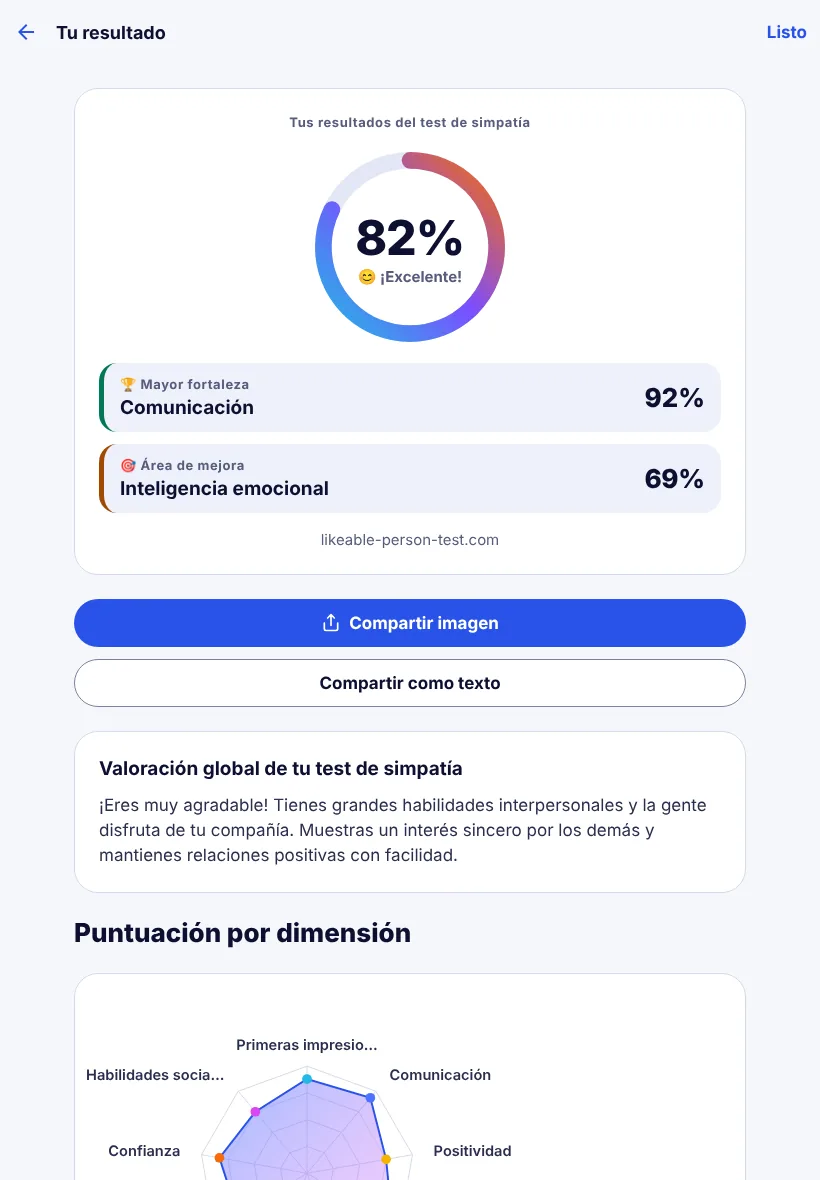 Tu resultado
Listo
Tus resultados del test de simpatía
82%
😊 ¡Excelente!
🏆 Mayor fortaleza
Comunicación
92%
🎯 Área de mejora
Inteligencia emocional
69%
likeable-person-test.com
Compartir imagen
Compartir como texto
Valoración global de tu test de simpatía
¡Eres muy agradable! Tienes grandes habilidades interpersonales y la gente
disfruta de tu compañía. Muestras un interés sincero por los demás y
mantienes relaciones positivas con facilidad.
Puntuación por dimensión
Primeras impresio...
Habilidades socia...
Comunicación
Confianza
Positividad